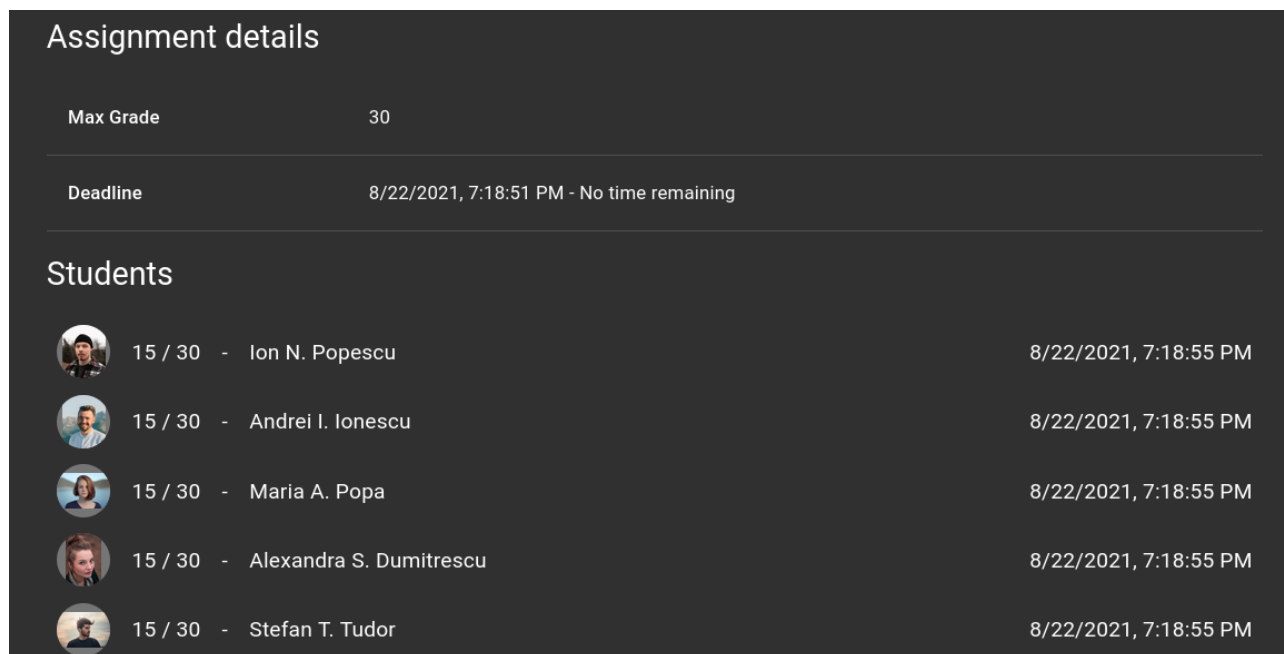 Assignment details
Max Grade 30
Deadline 8/22/2021, 7:18:51 PM - No time remaining
Students
15 / 30 - Ion N. Popescu 8/22/2021, 7:18:55 PM
15 / 30 - Andrei I. Ionescu 8/22/2021, 7:18:55 PM
15 / 30 - Maria A. Popa 8/22/2021, 7:18:55 PM
15 / 30 - Alexandra S. Dumitrescu 8/22/2021, 7:18:55 PM
15 / 30 - Stefan T. Tudor 8/22/2021, 7:18:55 PM